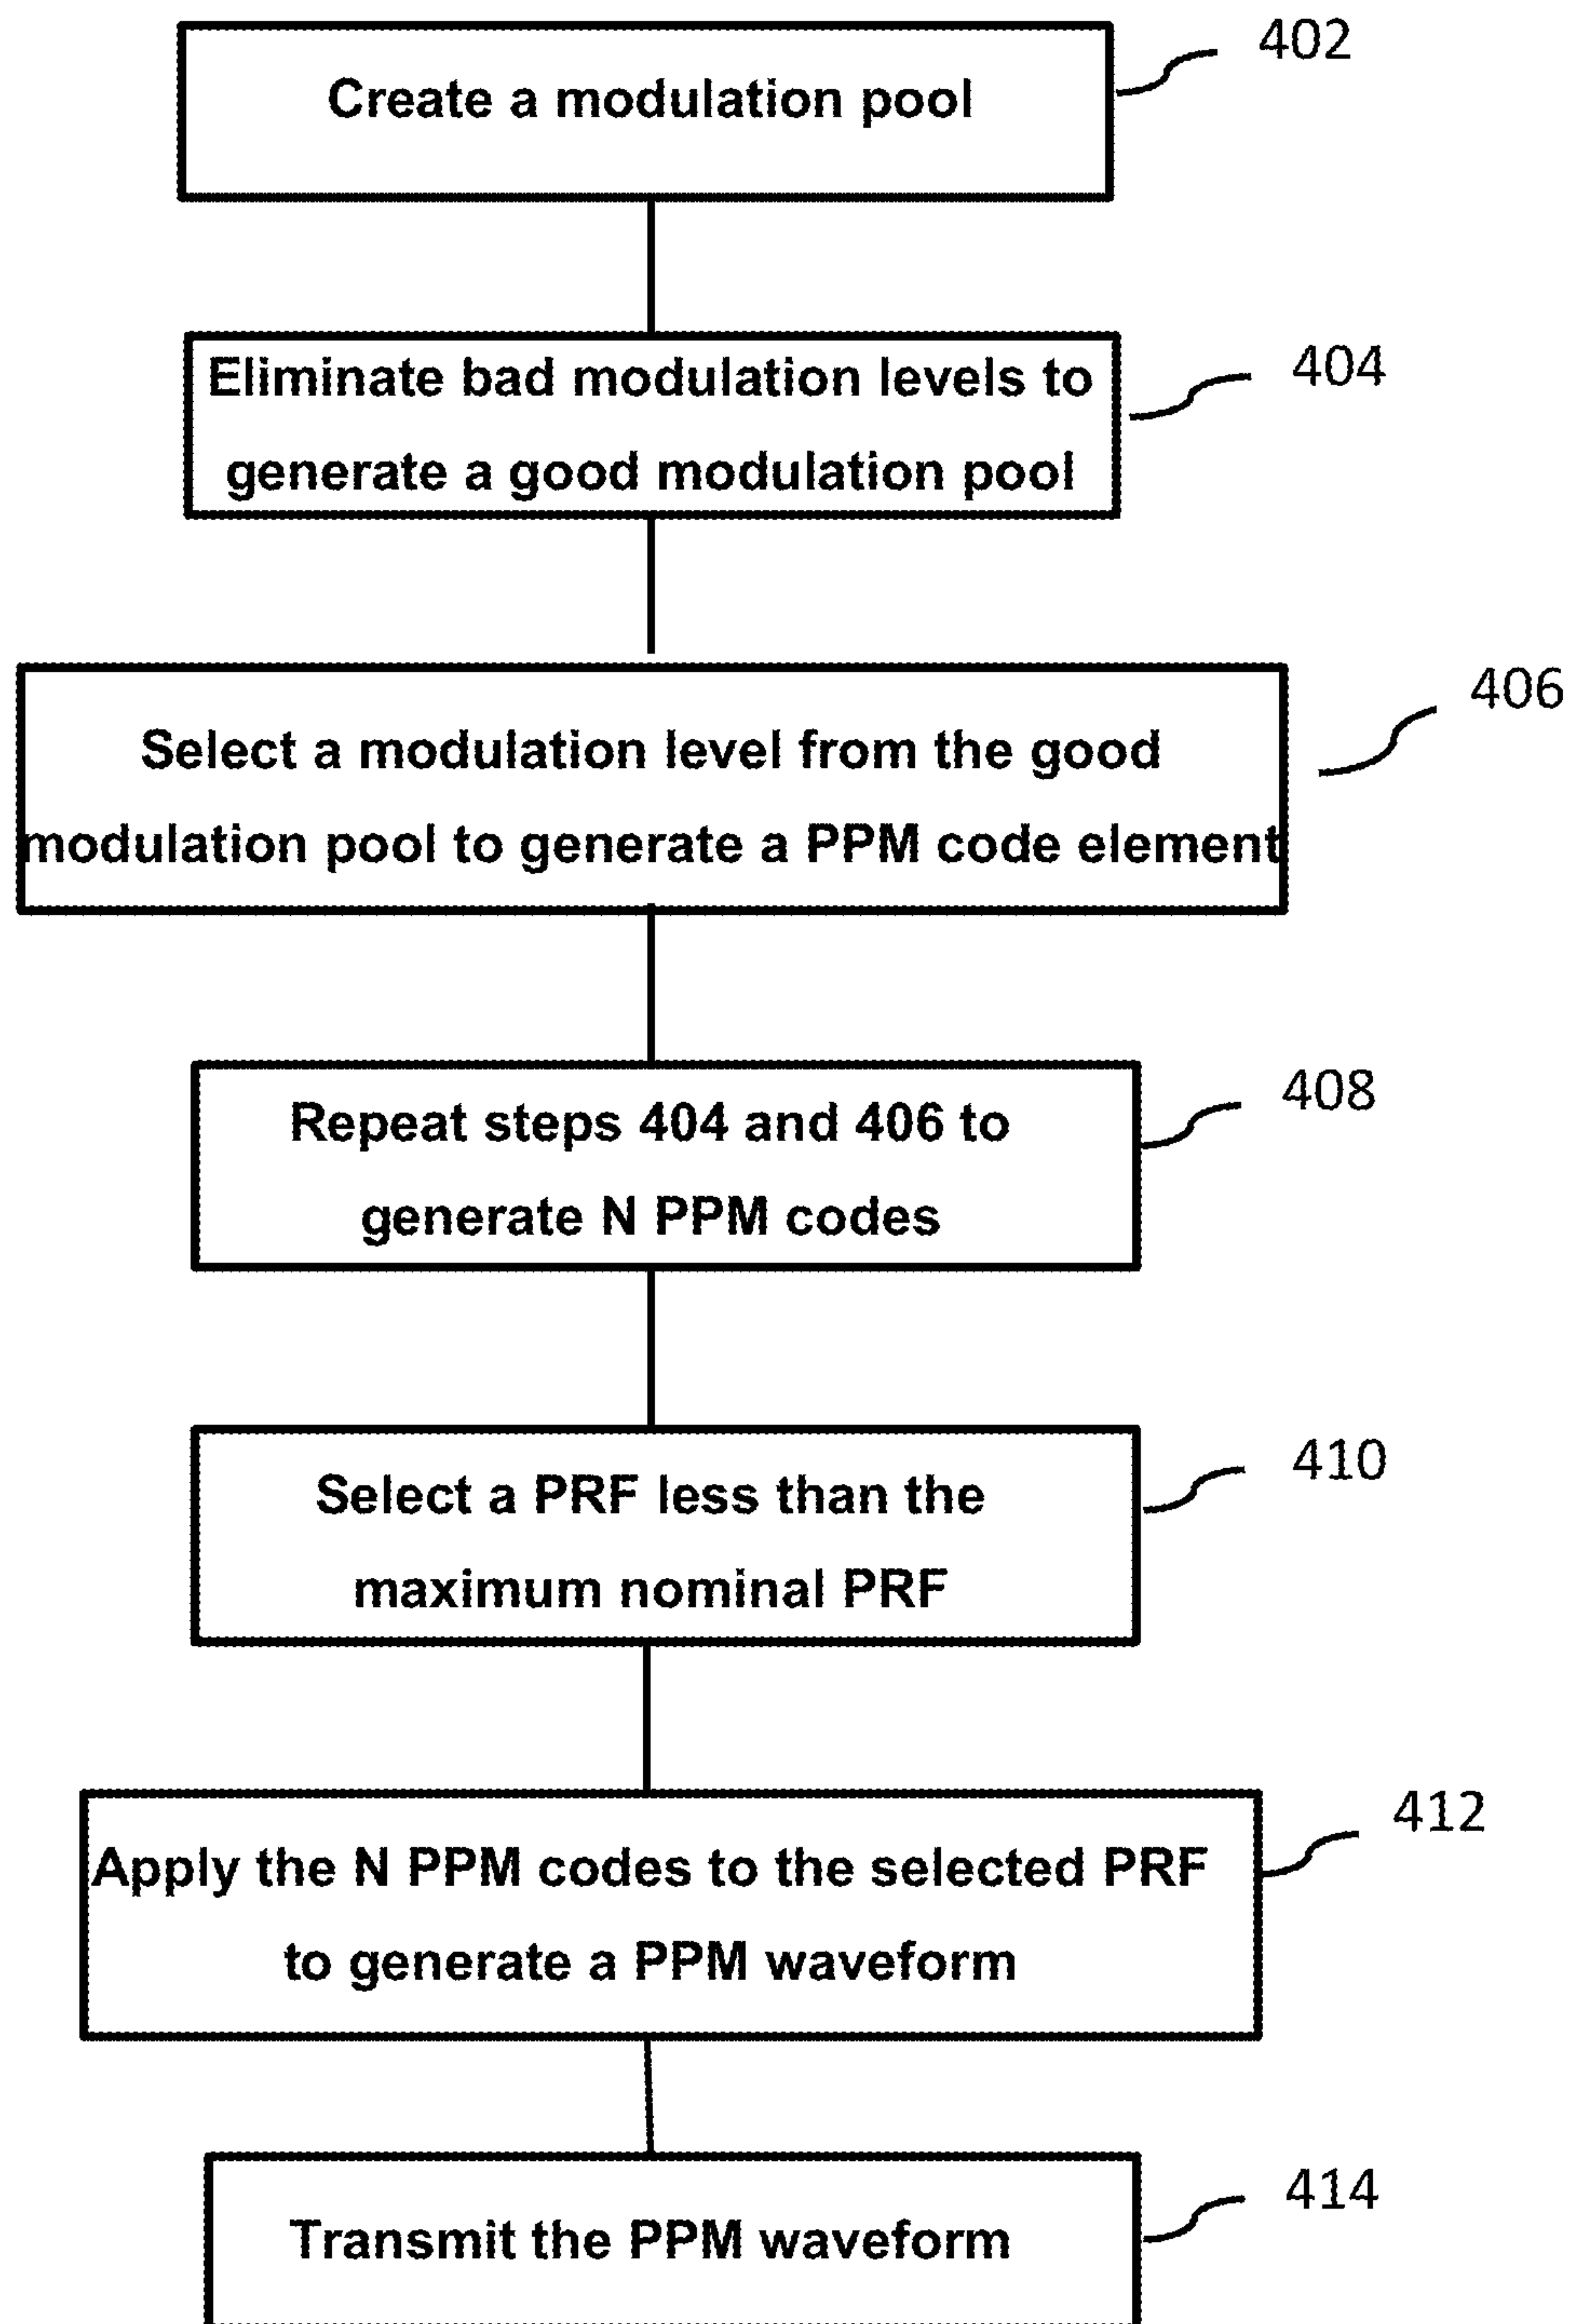 402
Create a modulation pool
404
Eliminate bad modulation levels to
generate a good modulation pool
406
Select a modulation level from the good
modulation pool to generate a PPM code element
408
Repeat steps 404 and 406 to
generate N PPM codes
410
Select a PRF less than the
maximum nominal PRF
412
Apply the N PPM codes to the selected PRF
to generate a PPM waveform
414
Transmit the PPM waveform